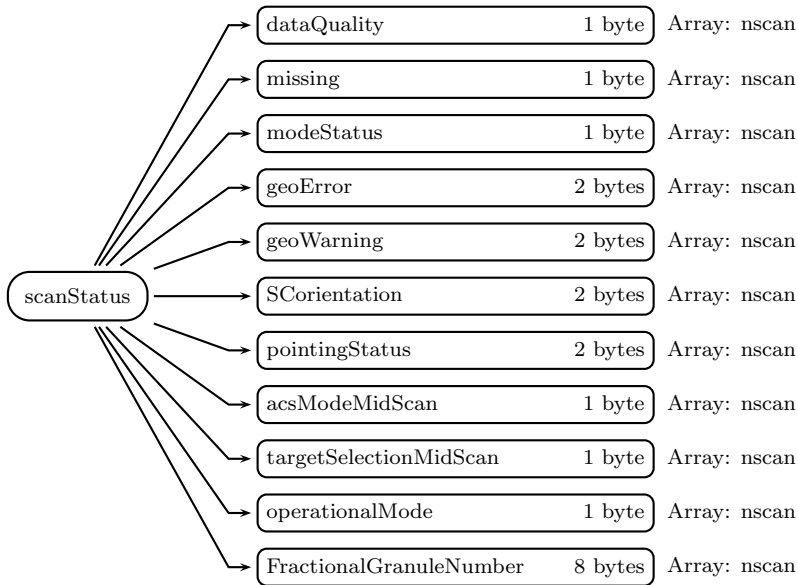 dataQuality 1 byte Array: nscan
missing 1 byte Array: nscan
modeStatus 1 byte Array: nscan
geoError 2 bytes Array: nscan
geoWarning 2 bytes Array: nscan
scanStatus
SCorientation 2 bytes Array: nscan
pointingStatus 2 bytes Array: nscan
acsModeMidScan 1 byte Array: nscan
targetSelectionMidScan 1 byte Array: nscan
operationalMode 1 byte Array: nscan
FractionalGranuleNumber 8 bytes Array: nscan